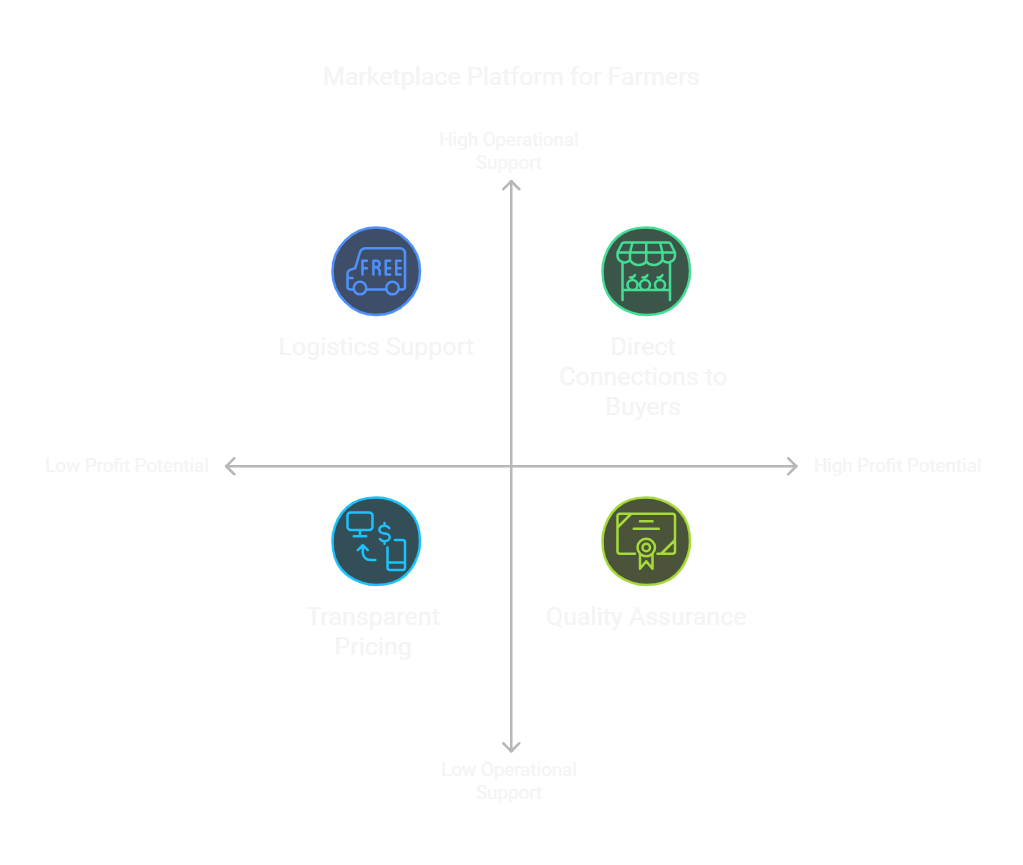 Marketplace Platform for Farmers
High Operational
Support
FREE
Logistics Support
Direct
Connections to
Buyers
Low Profit Potential
High Profit Potential
$
Transparent
Pricing
Quality Assurance
Low Operational
Support